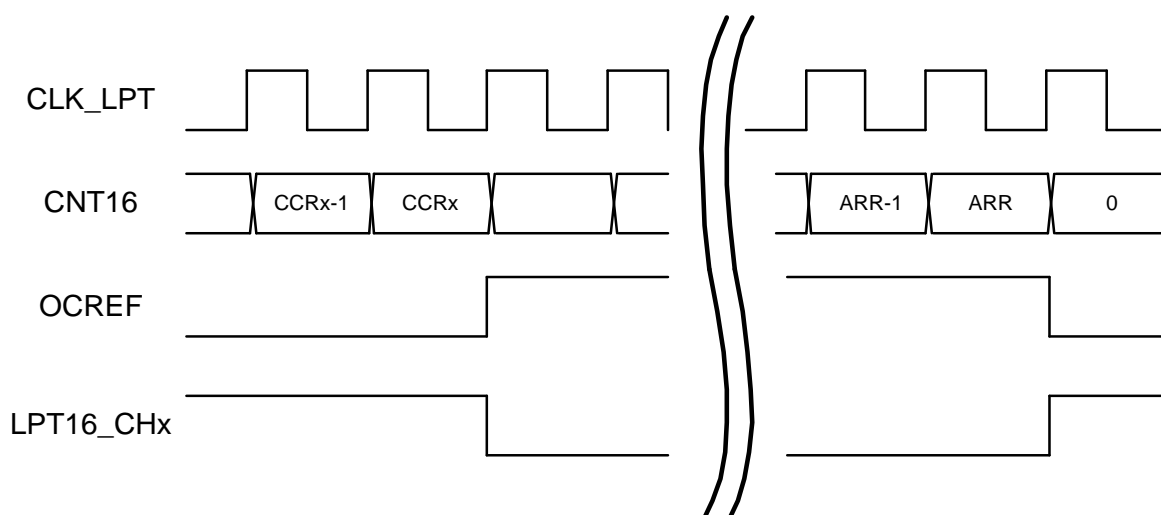 CLK_LPT
CNT16 CCRx-1 CCRx ARR-1 ARR 0
OCREF
LPT16_CHx